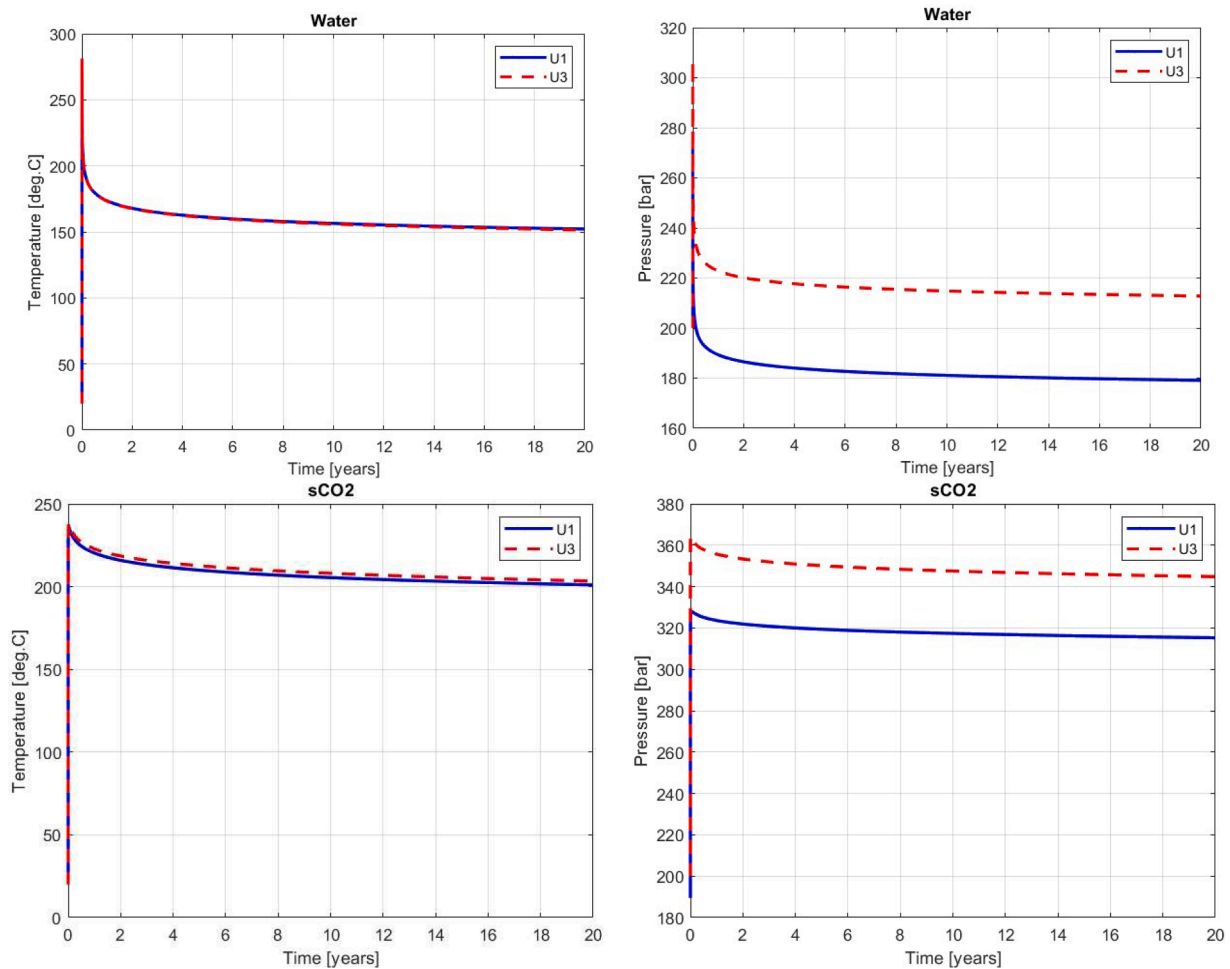 Water
300
250
200
150
100
50
0
Temperature [deg.C]
U1
U3
0 2 4 6 8 10 12 14 16 18 20
Time [years]
Water
320
300
280
260
240
220
200
180
160
Pressure [bar]
U1
U3
0 2 4 6 8 10 12 14 16 18 20
Time [years]
sCO2
250
200
150
100
50
0
Temperature [deg.C]
U1
U3
0 2 4 6 8 10 12 14 16 18 20
Time [years]
sCO2
380
360
340
320
300
280
260
240
220
200
180
Pressure [bar]
U1
U3
0 2 4 6 8 10 12 14 16 18 20
Time [years]